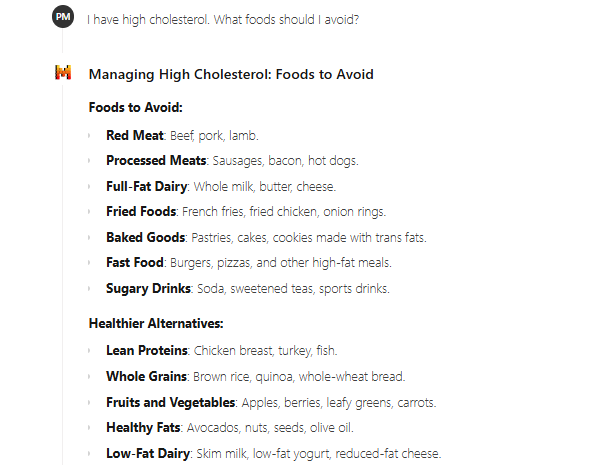 PM I have high cholesterol. What foods should I avoid?
Managing High Cholesterol: Foods to Avoid
Foods to Avoid:
Red Meat: Beef, pork, lamb.
Processed Meats: Sausages, bacon, hot dogs.
Full-Fat Dairy: Whole milk, butter, cheese.
Fried Foods: French fries, fried chicken, onion rings.
Baked Goods: Pastries, cakes, cookies made with trans fats.
Fast Food: Burgers, pizzas, and other high-fat meals.
Sugary Drinks: Soda, sweetened teas, sports drinks.
Healthier Alternatives:
Lean Proteins: Chicken breast, turkey, fish.
Whole Grains: Brown rice, quinoa, whole-wheat bread.
Fruits and Vegetables: Apples, berries, leafy greens, carrots.
Healthy Fats: Avocados, nuts, seeds, olive oil.
Low-Fat Dairy: Skim milk, low-fat yogurt, reduced-fat cheese.